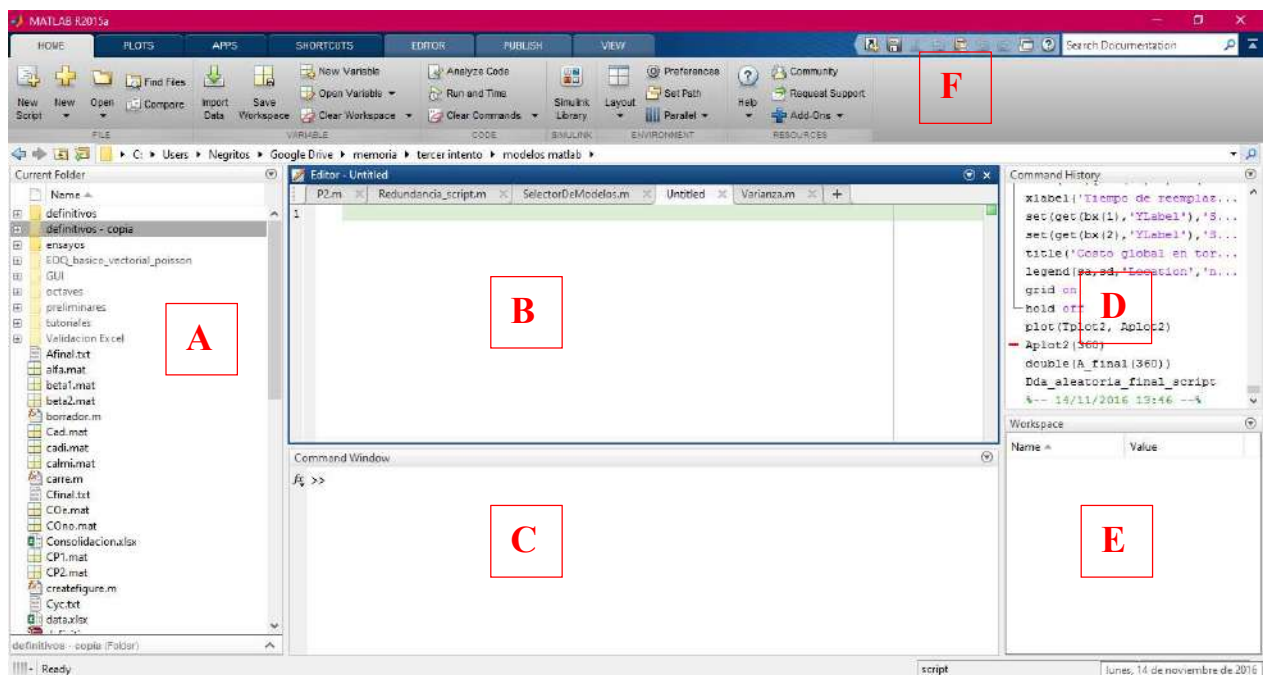 MATLAB R2015a
HOME PLOTS APPS SHORTCUTS EDITOR PUBLISH VIEW
Search Documentation
New Script
New
Open
Find Files
Compare
Import Data
Save Workspace
New Variable
Open Variable
Clear Workspace
Analyze Code
Run and Time
Clear Commands
Simulink Library
Layout
Preferences
Set Path
Parallel
Help
Community
Request Support
Add-Ons
F
FILE VARIABLE CODE SIMULINK ENVIRONMENT RESOURCES
C: Users Negritos Google Drive memoria tercer intento modelos matlab
Current Folder
Name
definitivos
definitivos - copia
ensayos
EDQ_basico_vectorial_poisson
GUI
octaves
preliminares
tutoriales
Validacion Excel
Afinal.txt
alfa.mat
beta1.mat
beta2.mat
borrador.m
Cad.mat
cadi.mat
calmi.mat
carre.m
Cfinal.txt
COe.mat
COno.mat
Consolidacion.xlsx
CP1.mat
CP2.mat
createfigure.m
Cyc.txt
data.xlsx
definitivos - copia (Folder)
A
Editor - Untitled
P2.m Redundancia_script.m SelectorDeModelos.m Untitled Varianza.m +
1
B
Command Window
fx >>
C
Command History
xlabel('Tiempo de reemplaz...
set(get(bx(1),'YLabel'),'S...
set(get(bx(2),'YLabel'),'S...
title('Costo global en tor...
legend(sa,sd,'Location','n...
grid on
hold off
plot(Tplot2, Aplot2)
Aplot2(360)
double(A_final(360))
Dda_aleatoria_final_script
%-- 14/11/2016 13:46 --%
D
Workspace
Name Value
E
Ready
script
lunes, 14 de noviembre de 2016